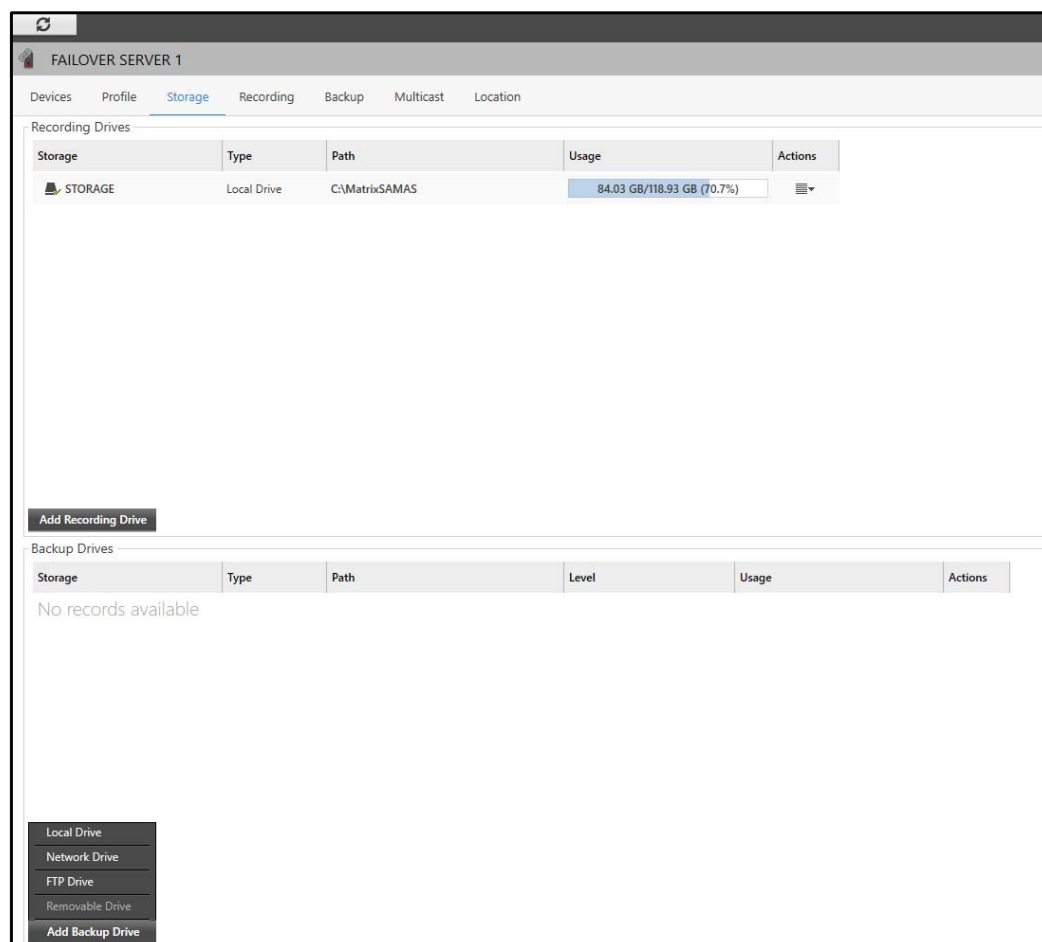 FAILOVER SERVER 1
Devices Profile Storage Recording Backup Multicast Location
Recording Drives
Storage Type Path Usage Actions
STORAGE Local Drive C:\MatrixSAMAS 84.03 GB/118.93 GB (70.7%)
Add Recording Drive
Backup Drives
Storage Type Path Level Usage Actions
No records available
Local Drive
Network Drive
FTP Drive
Removable Drive
Add Backup Drive